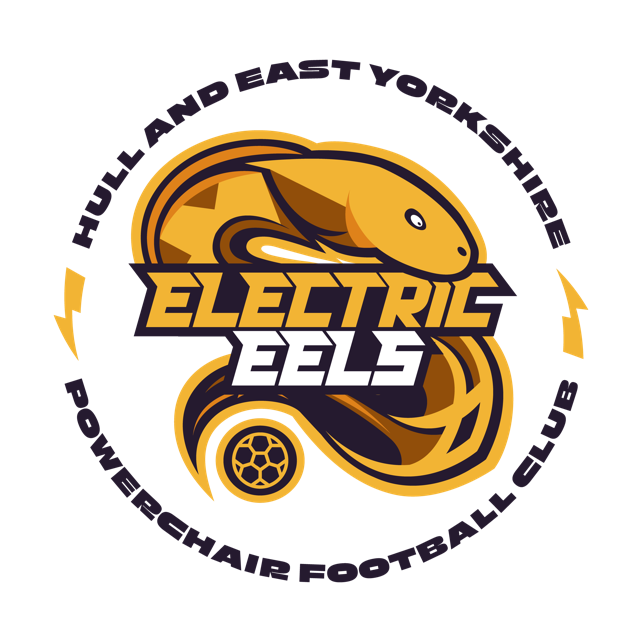 HULL AND EAST YORKSHIRE
ELECTRIC
EELS
POWERCHAIR FOOTBALL CLUB